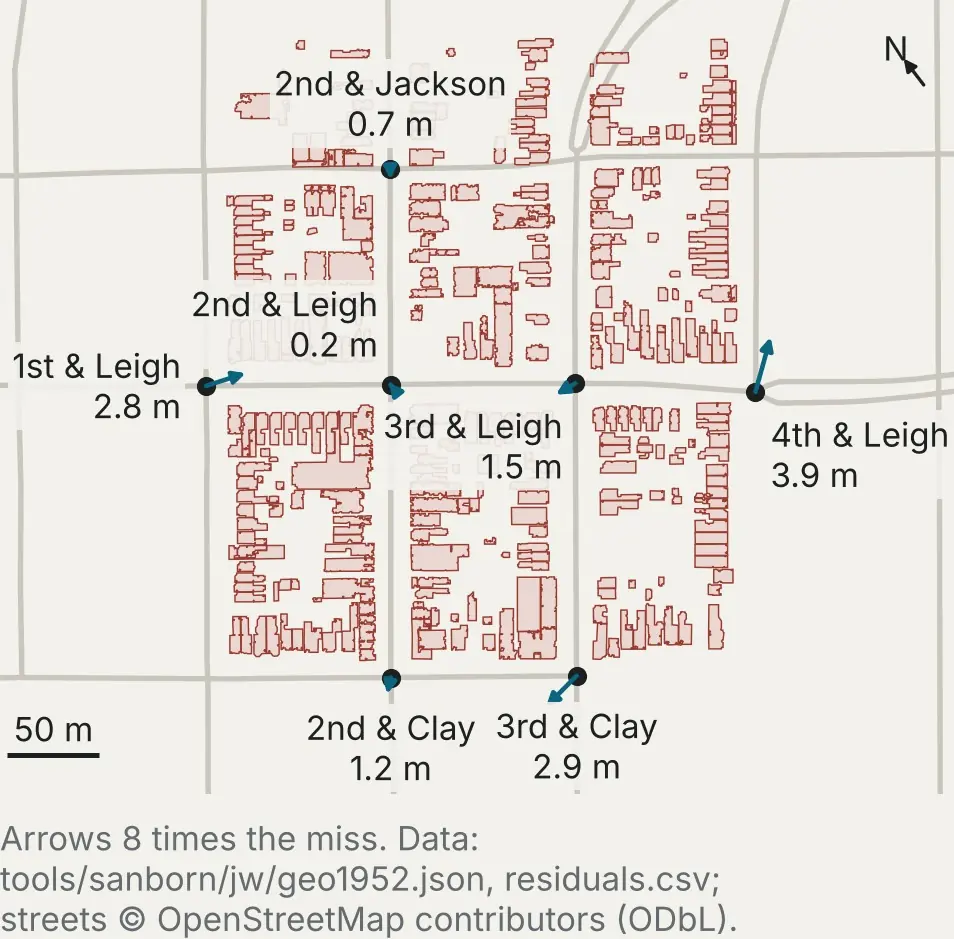 N
2nd & Jackson
0.7 m
2nd & Leigh
0.2 m
1st & Leigh
2.8 m
3rd & Leigh
1.5 m
4th & Leigh
3.9 m
50 m
2nd & Clay
1.2 m
3rd & Clay
2.9 m
Arrows 8 times the miss. Data:
tools/sanborn/jw/geo1952.json, residuals.csv;
streets © OpenStreetMap contributors (ODbL).